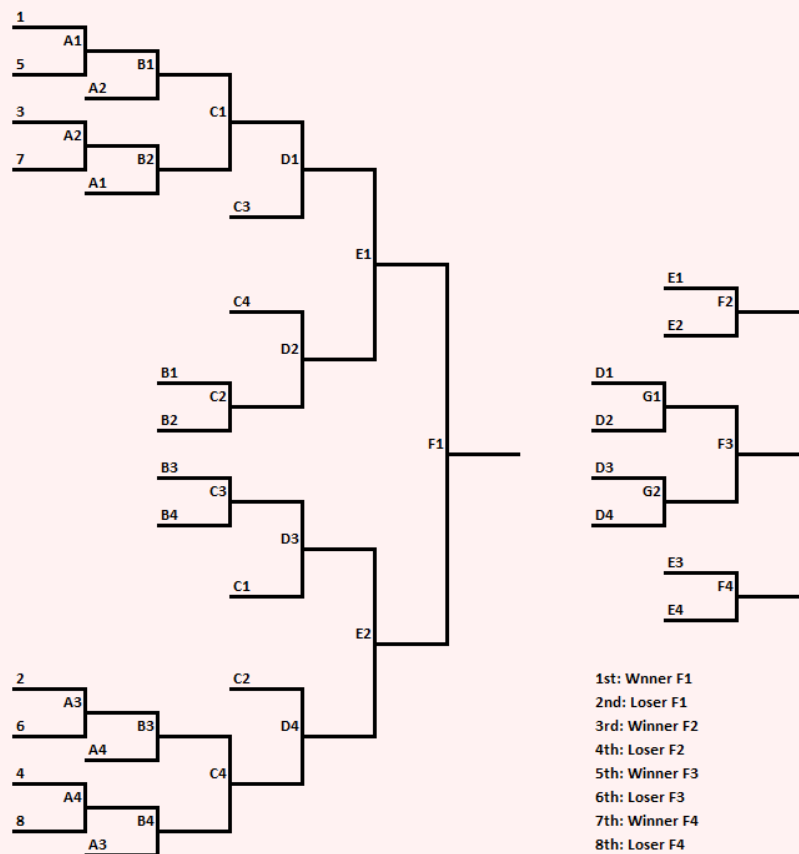 1
A1
5
B1
A2
C1
3
A2
7
B2
A1
D1
C3
E1
C4
D2
B1
C2
B2
F1
B3
C3
B4
D3
C1
E2
2
A3
6
B3
A4
C4
4
A4
8
B4
A3
C2
D4
E1
F2
E2
D1
G1
D2
F3
D3
G2
D4
E3
F4
E4
1st: Wnner F1
2nd: Loser F1
3rd: Winner F2
4th: Loser F2
5th: Winner F3
6th: Loser F3
7th: Winner F4
8th: Loser F4